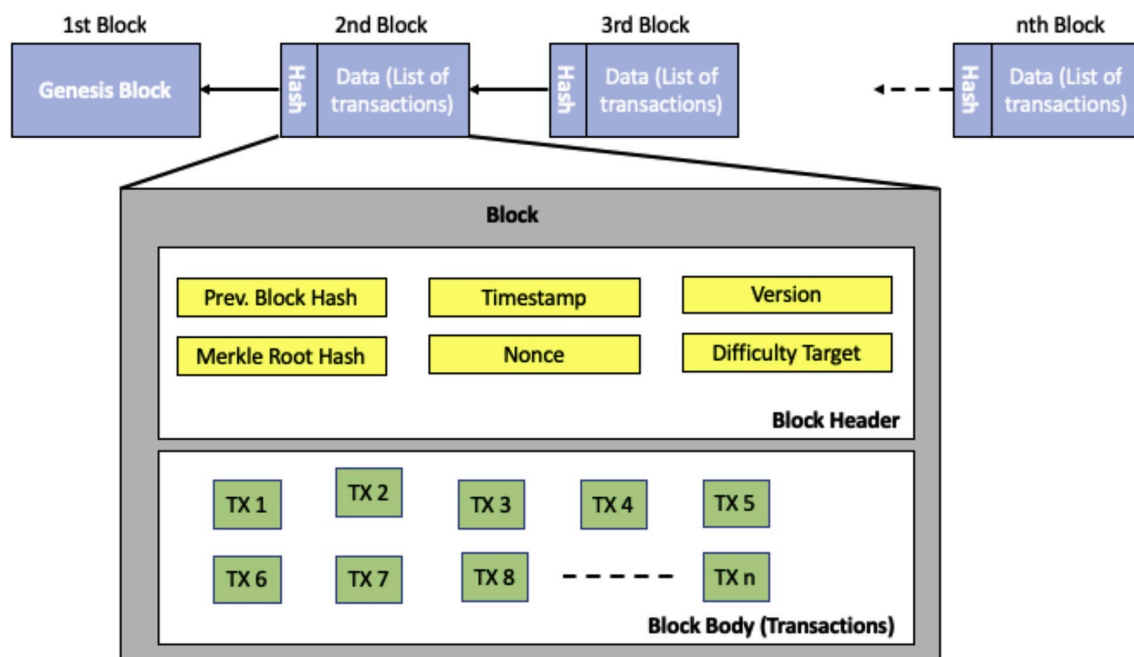 1st Block
2nd Block
3rd Block
nth Block
Genesis Block
Hash
Data (List of
transactions)
Hash
Data (List of
transactions)
Hash
Data (List of
transactions)
Block
Prev. Block Hash
Timestamp
Version
Merkle Root Hash
Nonce
Difficulty Target
Block Header
TX 1
TX 2
TX 3
TX 4
TX 5
TX 6
TX 7
TX 8
TX n
Block Body (Transactions)